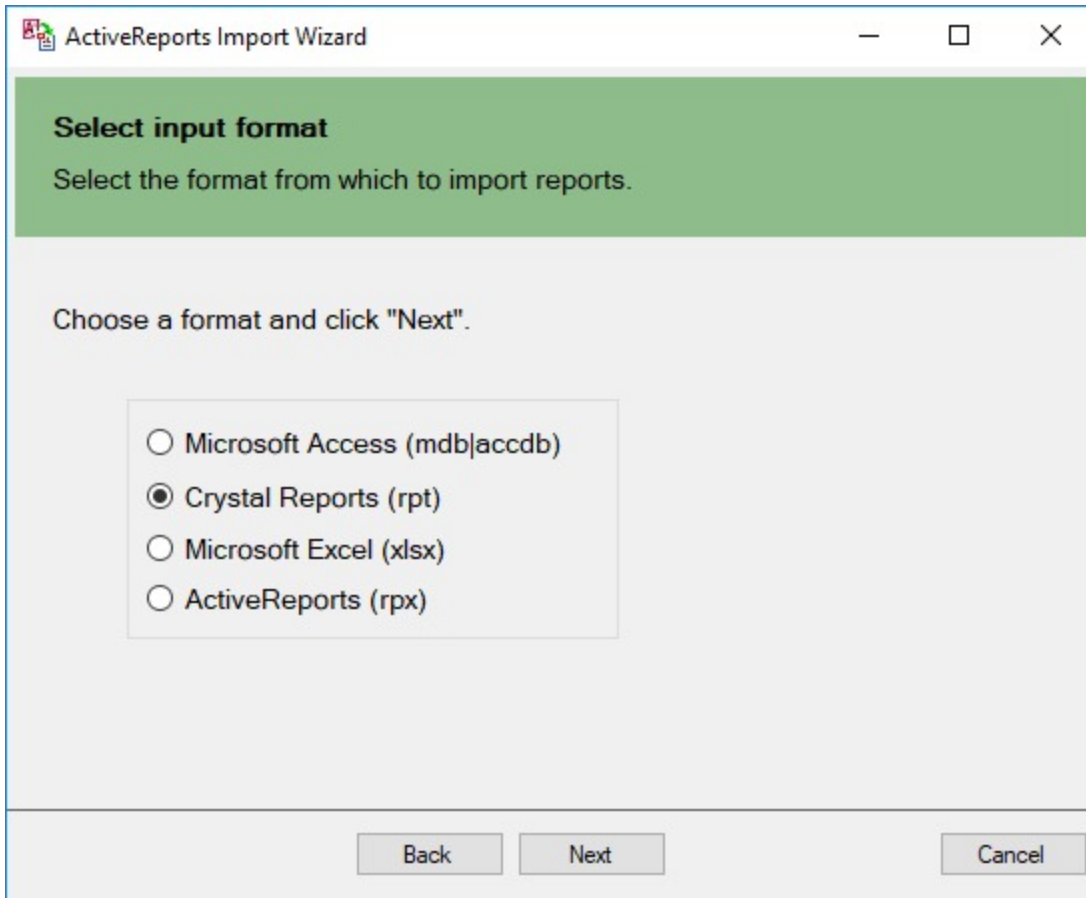 ActiveReports Import Wizard
Select input format
Select the format from which to import reports.
Choose a format and click "Next".
Microsoft Access (mdb|accdb)
Crystal Reports (rpt)
Microsoft Excel (xlsx)
ActiveReports (rpx)
Back Next Cancel